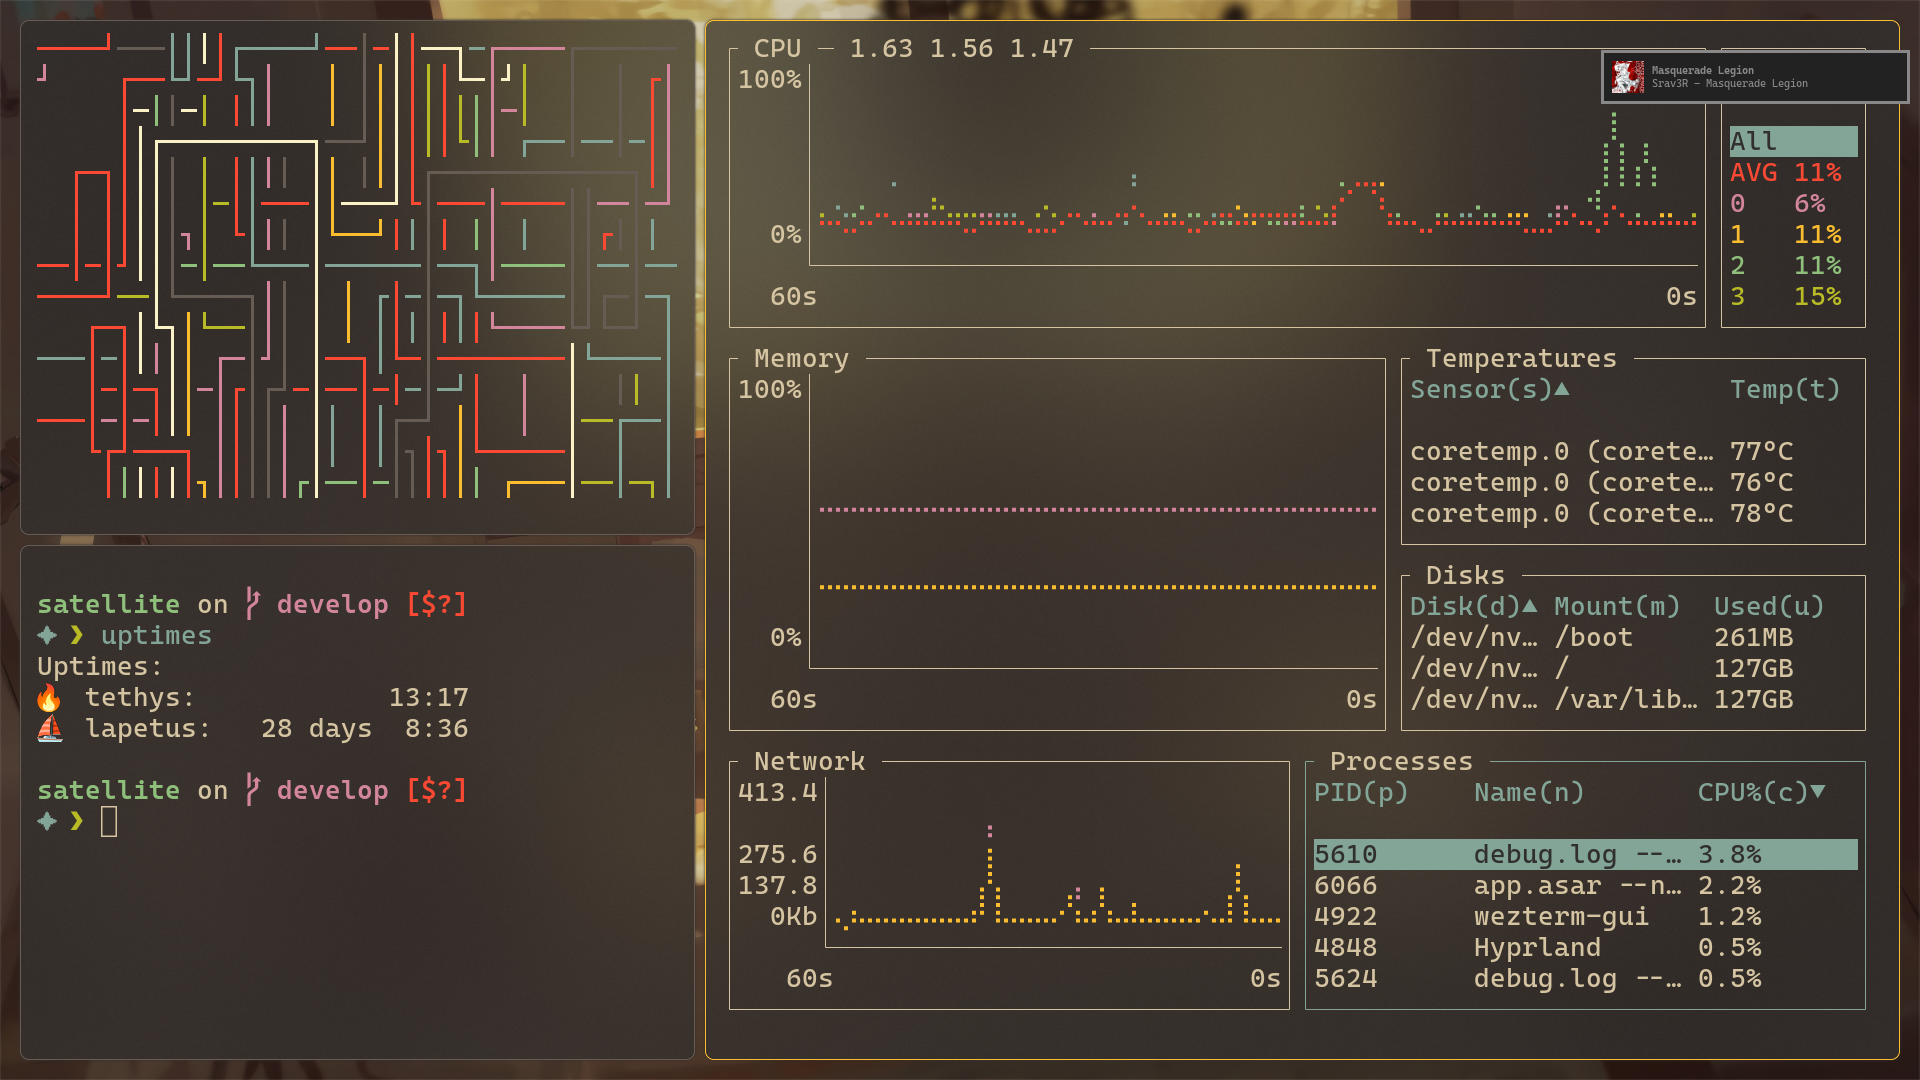 satellite on develop [$?]
❯ uptimes
Uptimes:
🔥 tethys: 13:17
⛵ lapetus: 28 days 8:36
satellite on develop [$?]
❯
CPU — 1.63 1.56 1.47
100%
0%
60s 0s
Masquerade Legion
Srav3R - Masquerade Legion
All
AVG 11%
0 6%
1 11%
2 11%
3 15%
Memory
100%
0%
60s 0s
Temperatures
Sensor(s)▲ Temp(t)
coretemp.0 (corete… 77°C
coretemp.0 (corete… 76°C
coretemp.0 (corete… 78°C
Disks
Disk(d)▲ Mount(m) Used(u)
/dev/nv… /boot 261MB
/dev/nv… / 127GB
/dev/nv… /var/lib… 127GB
Network
413.4
275.6
137.8
0Kb
60s 0s
Processes
PID(p) Name(n) CPU%(c)▼
5610 debug.log --… 3.8%
6066 app.asar --n… 2.2%
4922 wezterm-gui 1.2%
4848 Hyprland 0.5%
5624 debug.log --… 0.5%